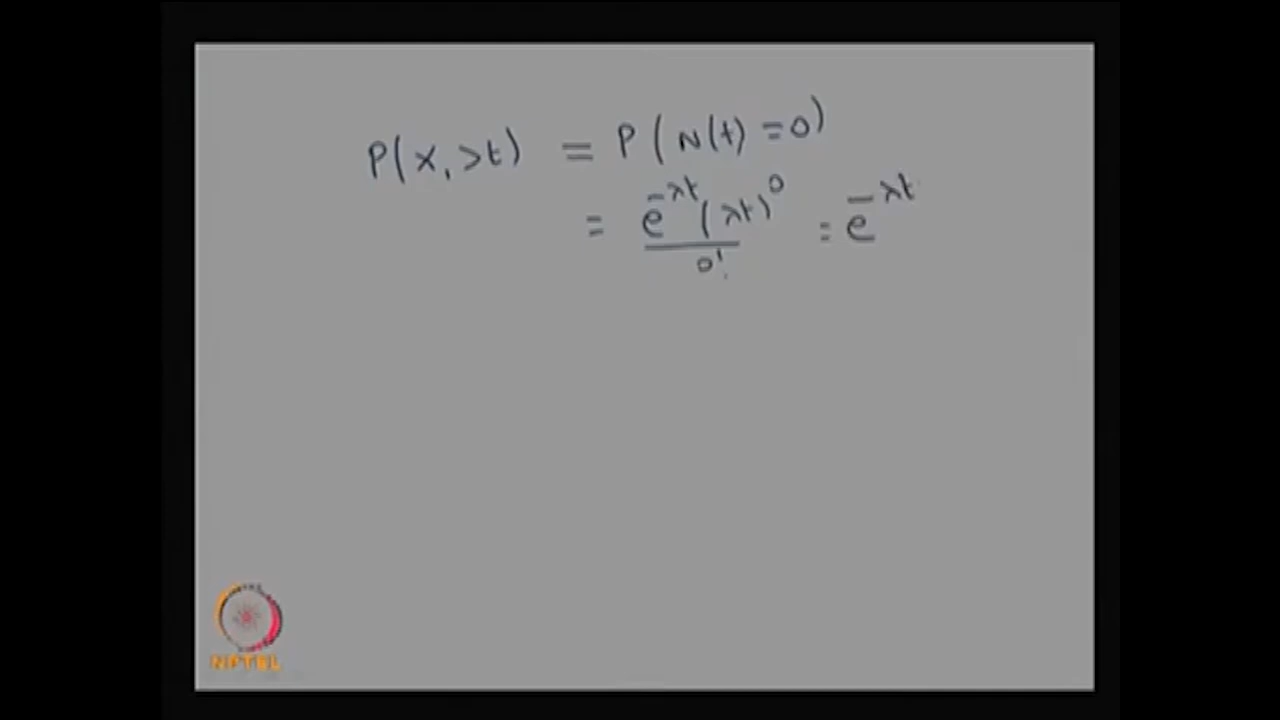 P(X₁ >t) = P(N(t) =0)
= e^{-λt} (λt)^0 / 0! = e^{-λt}
NPTEL